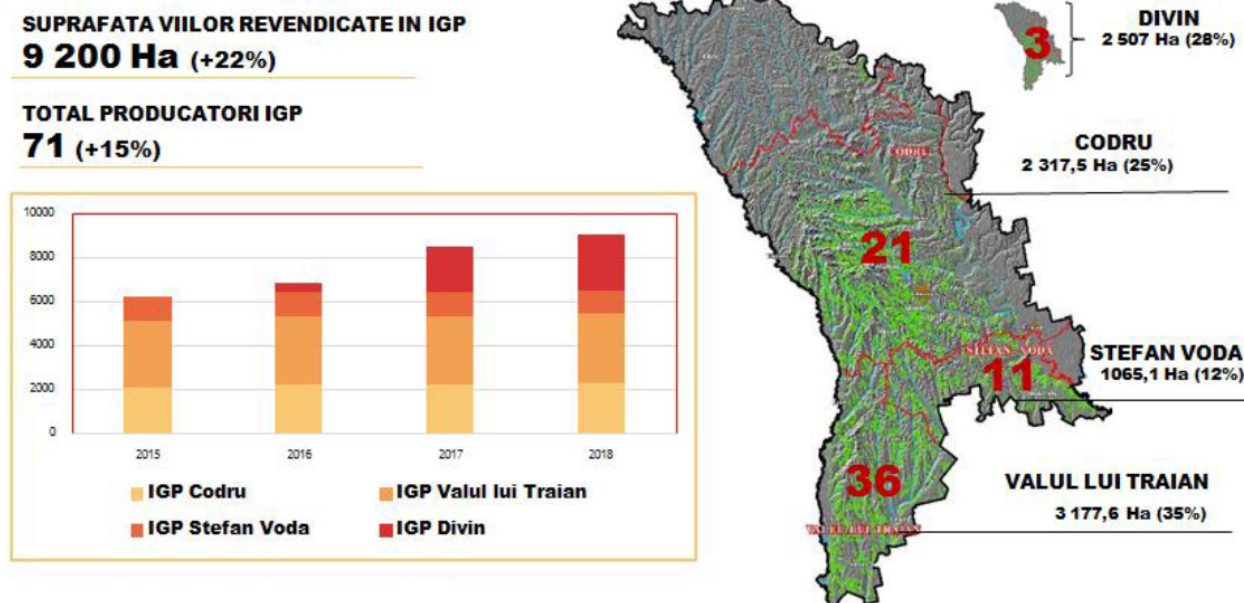 SUPRAFATA VIILOR REVENDICATE IN IGP
9 200 Ha (+22%)
TOTAL PRODUCATORI IGP
71 (+15%)
10000
8000
6000
4000
2000
0
2015
2016
2017
2018
IGP Codru
IGP Valul lui Traian
IGP Stefan Voda
IGP Divin
3
DIVIN
2 507 Ha (28%)
CODRU
CODRU
2 317,5 Ha (25%)
21
STEFAN VODA
11
STEFAN VODA
1065,1 Ha (12%)
36
VALUL LUI TRAIAN
VALUL LUI TRAIAN
3 177,6 Ha (35%)